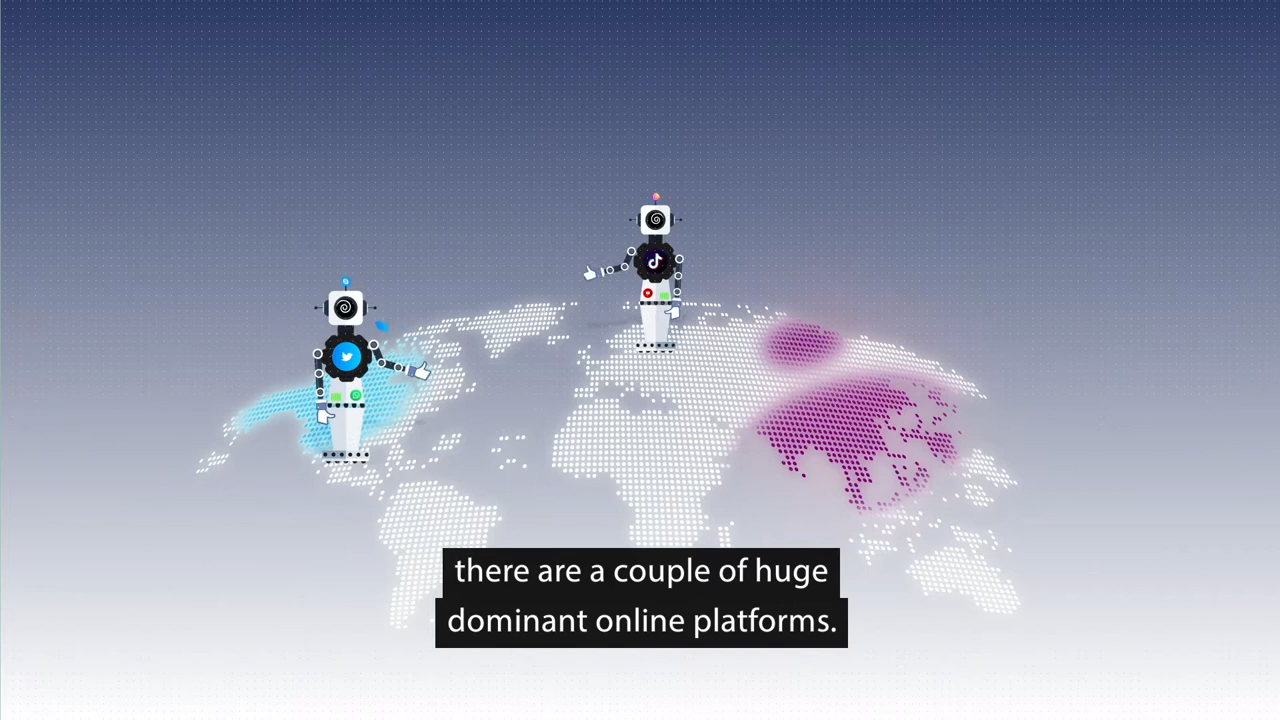 there are a couple of huge
dominant online platforms.